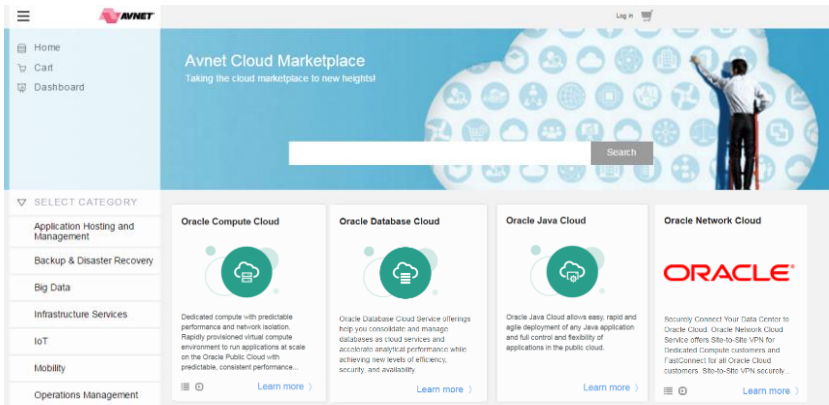 AVNET
Log in
Home
Cart
Dashboard
Avnet Cloud Marketplace
Taking the cloud marketplace to new heights!
Search
SELECT CATEGORY
Application Hosting and
Management
Backup & Disaster Recovery
Big Data
Infrastructure Services
IoT
Mobility
Operations Management
Oracle Compute Cloud
Dedicated compute with predictable
performance and network isolation.
Rapidly provisioned virtual compute
environment to run applications at scale
on the Oracle Public Cloud with
predictable, consistent performance...
Learn more
Oracle Database Cloud
Oracle Database Cloud Service offerings
help you consolidate and manage
databases as cloud services and
accelerate analytical performance while
achieving new levels of efficiency,
security, and availability
Learn more
Oracle Java Cloud
Oracle Java Cloud allows easy, rapid and
agile deployment of any Java application
and full control and flexibility of
applications in the public cloud.
Learn more
Oracle Network Cloud
ORACLE
Securely Connect Your Data Center to
Oracle Cloud. Oracle Network Cloud
Service offers Site-to-Site VPN for
Dedicated Compute customers and
FastConnect for all Oracle Cloud
customers. Site-to-Site VPN securely...
Learn more